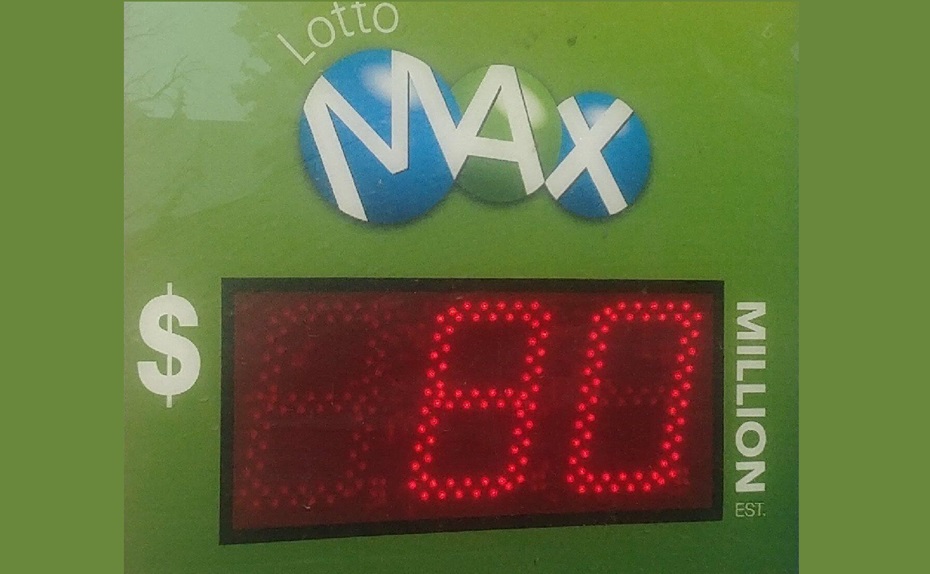 Lotto
MAX
$ 80 MILLION
EST.